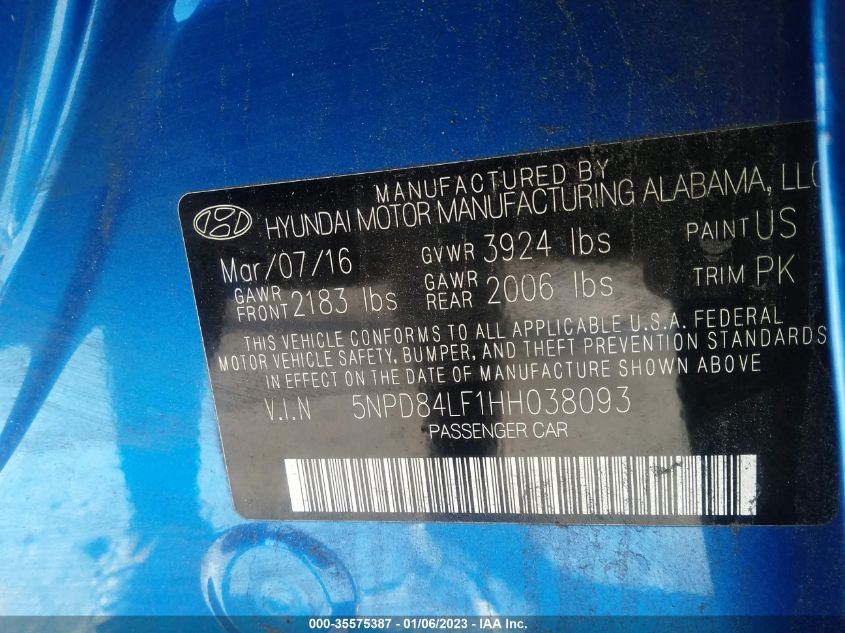 MANUFACTURED BY
HYUNDAI MOTOR MANUFACTURING ALABAMA, LLC
Mar/07/16 GVWR 3924 lbs PAINT US
GAWR FRONT 2183 lbs GAWR REAR 2006 lbs TRIM PK
THIS VEHICLE CONFORMS TO ALL APPLICABLE U.S.A. FEDERAL
MOTOR VEHICLE SAFETY, BUMPER, AND THEFT PREVENTION STANDARDS
IN EFFECT ON THE DATE OF MANUFACTURE SHOWN ABOVE
V.I.N 5NPD84LF1HH038093
PASSENGER CAR
000-35575387 - 01/06/2023 - IAA Inc.